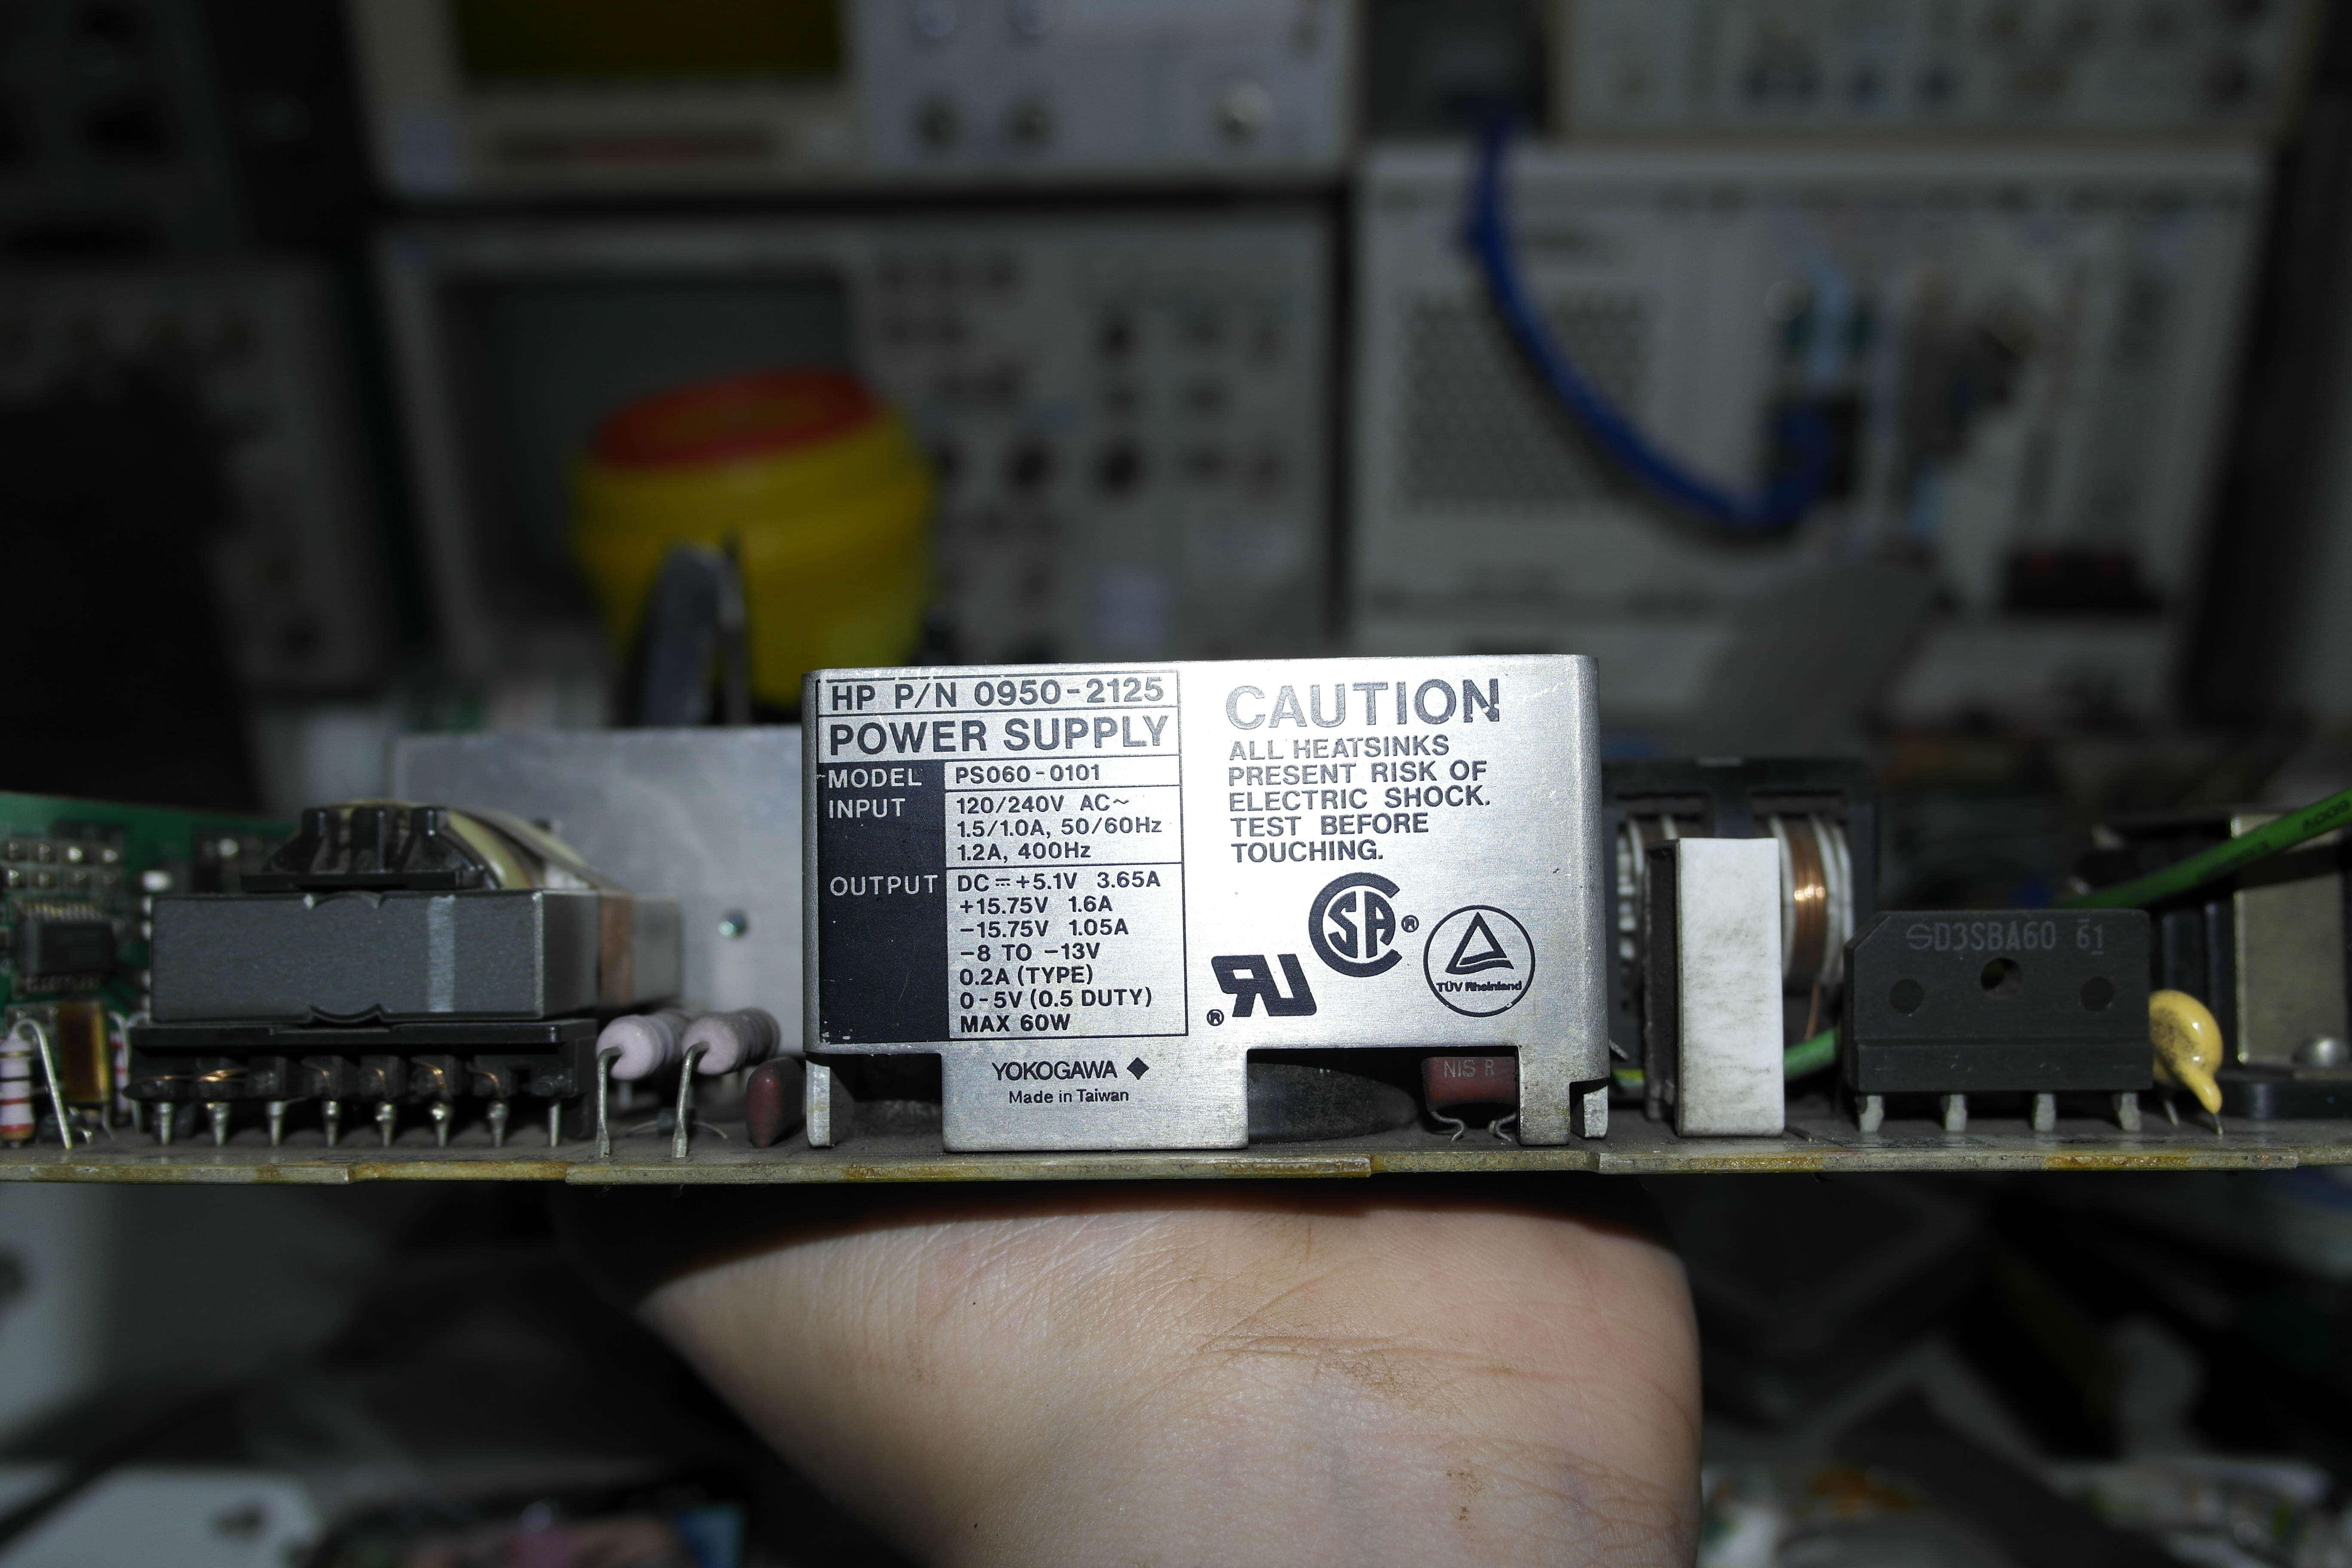 HP P/N 0950-2125
POWER SUPPLY
MODEL PS060-0101
INPUT 120/240V AC~
1.5/1.0A, 50/60Hz
1.2A, 400Hz
OUTPUT DC⎓+5.1V 3.65A
+15.75V 1.6A
-15.75V 1.05A
-8 TO -13V
0.2A (TYPE)
0-5V (0.5 DUTY)
MAX 60W
YOKOGAWA ◆
Made in Taiwan
CAUTION
ALL HEATSINKS
PRESENT RISK OF
ELECTRIC SHOCK.
TEST BEFORE
TOUCHING.
SA®
RU®
TÜV Rheinland
NIS R
D3SBA60 61